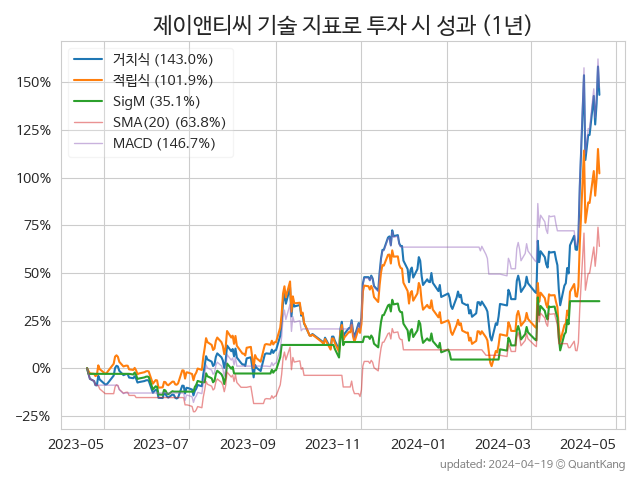 제이앤티씨 기술 지표로 투자 시 성과 (1년)
거치식 (143.0%)
적립식 (101.9%)
SigM (35.1%)
SMA(20) (63.8%)
MACD (146.7%)
150%
125%
100%
75%
50%
25%
0%
−25%
2023-05 2023-07 2023-09 2023-11 2024-01 2024-03 2024-05
updated: 2024-04-19 © QuantKang